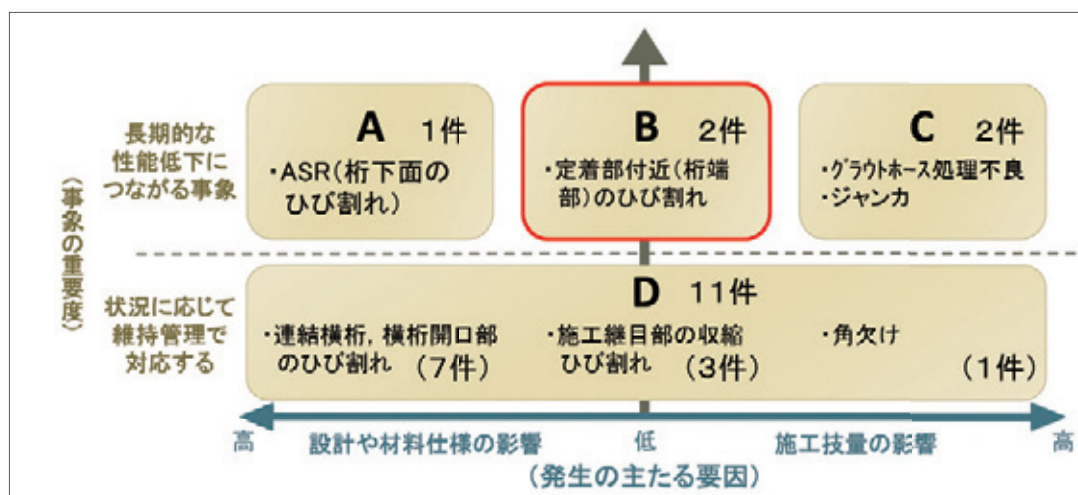 (事象の重要度)
長期的な
性能低下に
つながる事象
A 1件
・ASR(桁下面の
ひび割れ)
B 2件
・定着部付近(桁端
部)のひび割れ
C 2件
・グラウトホース処理不良
・ジャンカ
状況に応じて
維持管理で
対応する
D 11件
・連結横桁，横桁開口部
のひび割れ (7件)
・施工継目部の収縮
ひび割れ (3件)
・角欠け
(1件)
高 設計や材料仕様の影響 低 施工技量の影響 高
(発生の主たる要因)